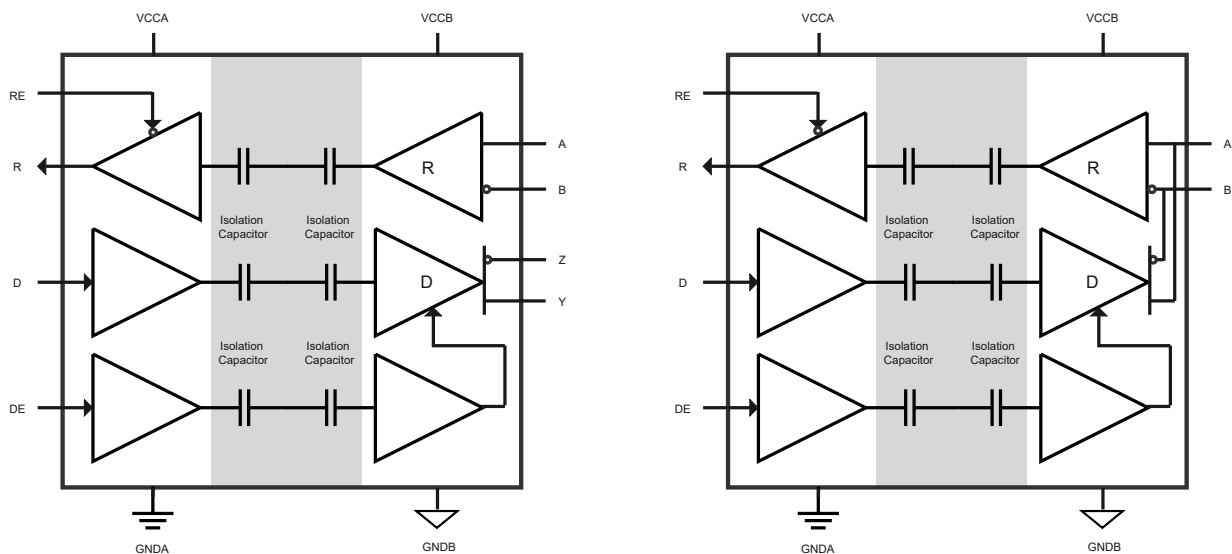 VCCA
VCCB
RE
R
R
A
B
Isolation
Capacitor
Isolation
Capacitor
D
D
Z
Y
Isolation
Capacitor
Isolation
Capacitor
DE
GNDA
GNDB
VCCA
VCCB
RE
R
R
A
B
Isolation
Capacitor
Isolation
Capacitor
D
D
Isolation
Capacitor
Isolation
Capacitor
DE
GNDA
GNDB